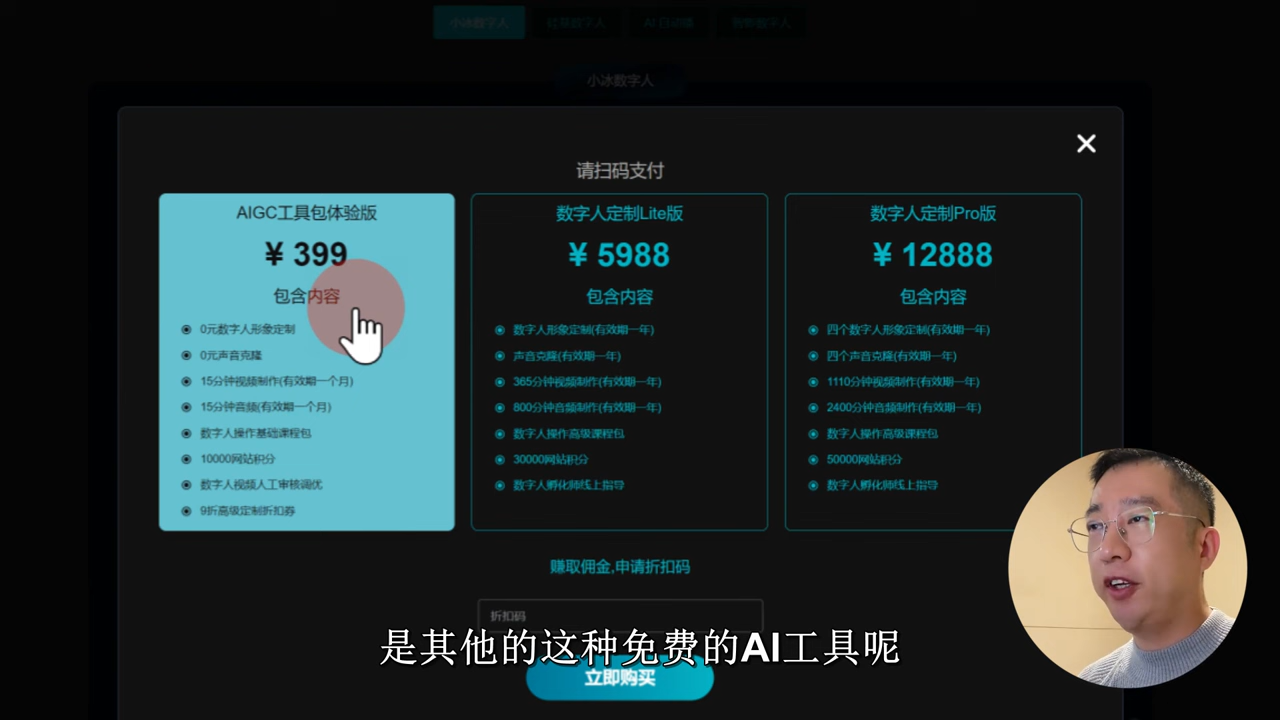 小冰数字人
硅基数字人
小冰数字人
请扫码支付
AIGC工具包体验版
¥ 399
包含内容
0元数字人形象定制
0元声音克隆
15分钟视频制作(有效期一个月)
15分钟音频(有效期一个月)
数字人操作基础课程包
10000网站积分
数字人视频人工审核调优
9折高级定制折扣券
数字人定制Lite版
¥ 5988
包含内容
数字人形象定制(有效期一年)
声音克隆(有效期一年)
365分钟视频制作(有效期一年)
800分钟音频制作(有效期一年)
数字人操作高级课程包
30000网站积分
数字人孵化师线上指导
数字人定制Pro版
¥ 12888
包含内容
四个数字人形象定制(有效期一年)
四个声音克隆(有效期一年)
1110分钟视频制作(有效期一年)
2400分钟音频制作(有效期一年)
数字人操作高级课程包
50000网站积分
数字人孵化师线上指导
赚取佣金,申请折扣码
折扣码
是其他的这种免费的AI工具呢
立即购买